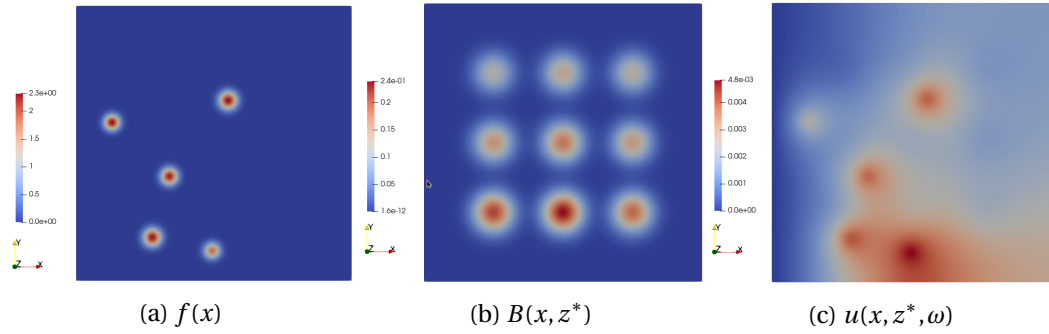 2.3e+00
2
1.5
1
0.5
0.0e+00
Y
Z
X
(a) f(x)
2.4e-01
0.2
0.15
0.1
0.05
1.6e-12
Y
Z
X
(b) B(x, z*)
4.8e-03
0.004
0.003
0.002
0.001
0.0e+00
Y
Z
X
(c) u(x, z*, ω)